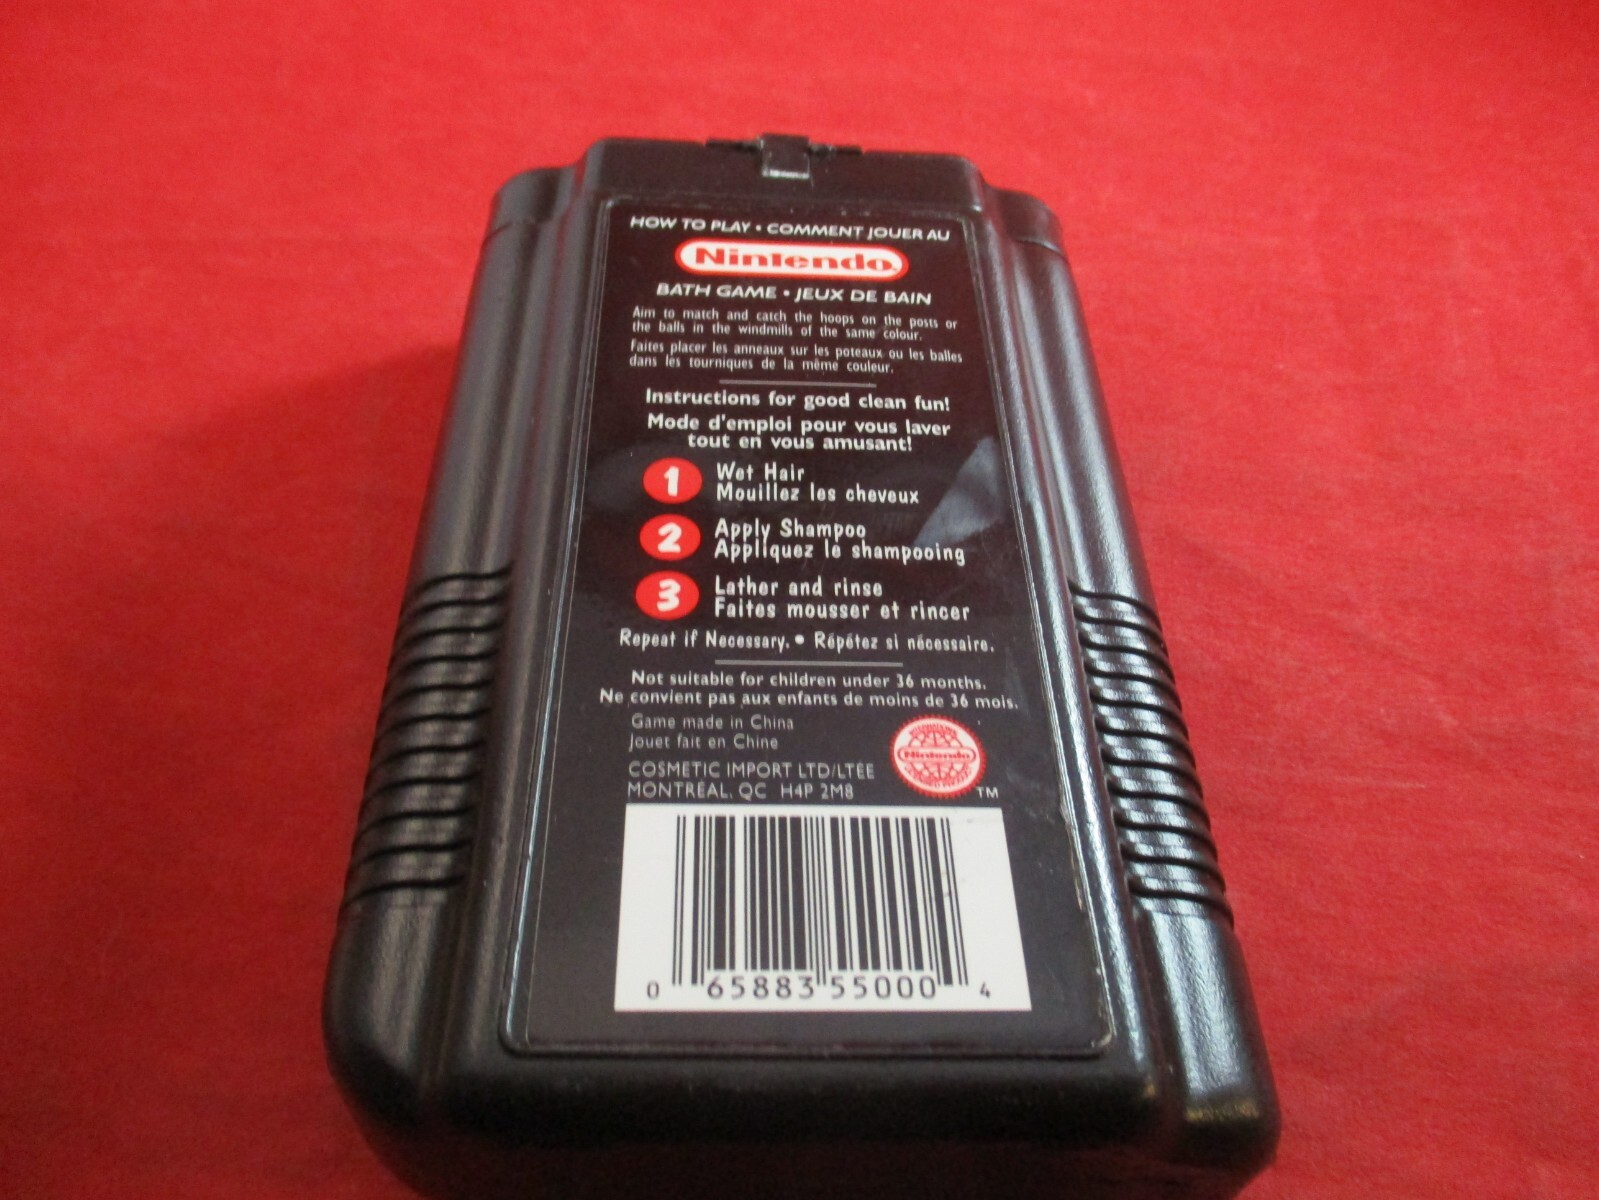 HOW TO PLAY • COMMENT JOUER AU
Nintendo®
BATH GAME • JEUX DE BAIN
Aim to match and catch the hoops on the posts or
the balls in the windmills of the same colour.
Faites placer les anneaux sur les poteaux ou les balles
dans les tourniques de la même couleur.
Instructions for good clean fun!
Mode d'emploi pour vous laver
tout en vous amusant!
1 Wet Hair
Mouillez les cheveux
2 Apply Shampoo
Appliquez le shampooing
3 Lather and rinse
Faites mousser et rincer
Repeat if Necessary. • Répétez si nécessaire.
Not suitable for children under 36 months.
Ne convient pas aux enfants de moins de 36 mois.
Game made in China
Jouet fait en Chine
COSMETIC IMPORT LTD/LTÉE
MONTRÉAL, QC H4P 2M8
Nintendo
TM
0 65883 55000 4